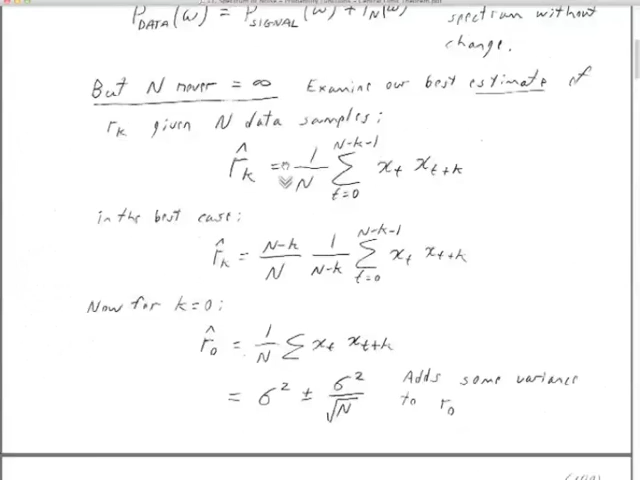 P_DATA(ω) = P_SIGNAL(ω) + P_N(ω) spectrum without
change.
But N never = ∞ Examine our best estimate of
r_k given N data samples:
r̂_k = 1/N Σ_{t=0}^{N-k-1} x_t x_{t+k}
in the best case:
r̂_k = (N-k)/N 1/(N-k) Σ_{t=0}^{N-k-1} x_t x_{t+k}
Now for k=0:
r̂_0 = 1/N Σ x_t x_{t+k}
= σ² ± σ²/√N Adds some variance
to r_0